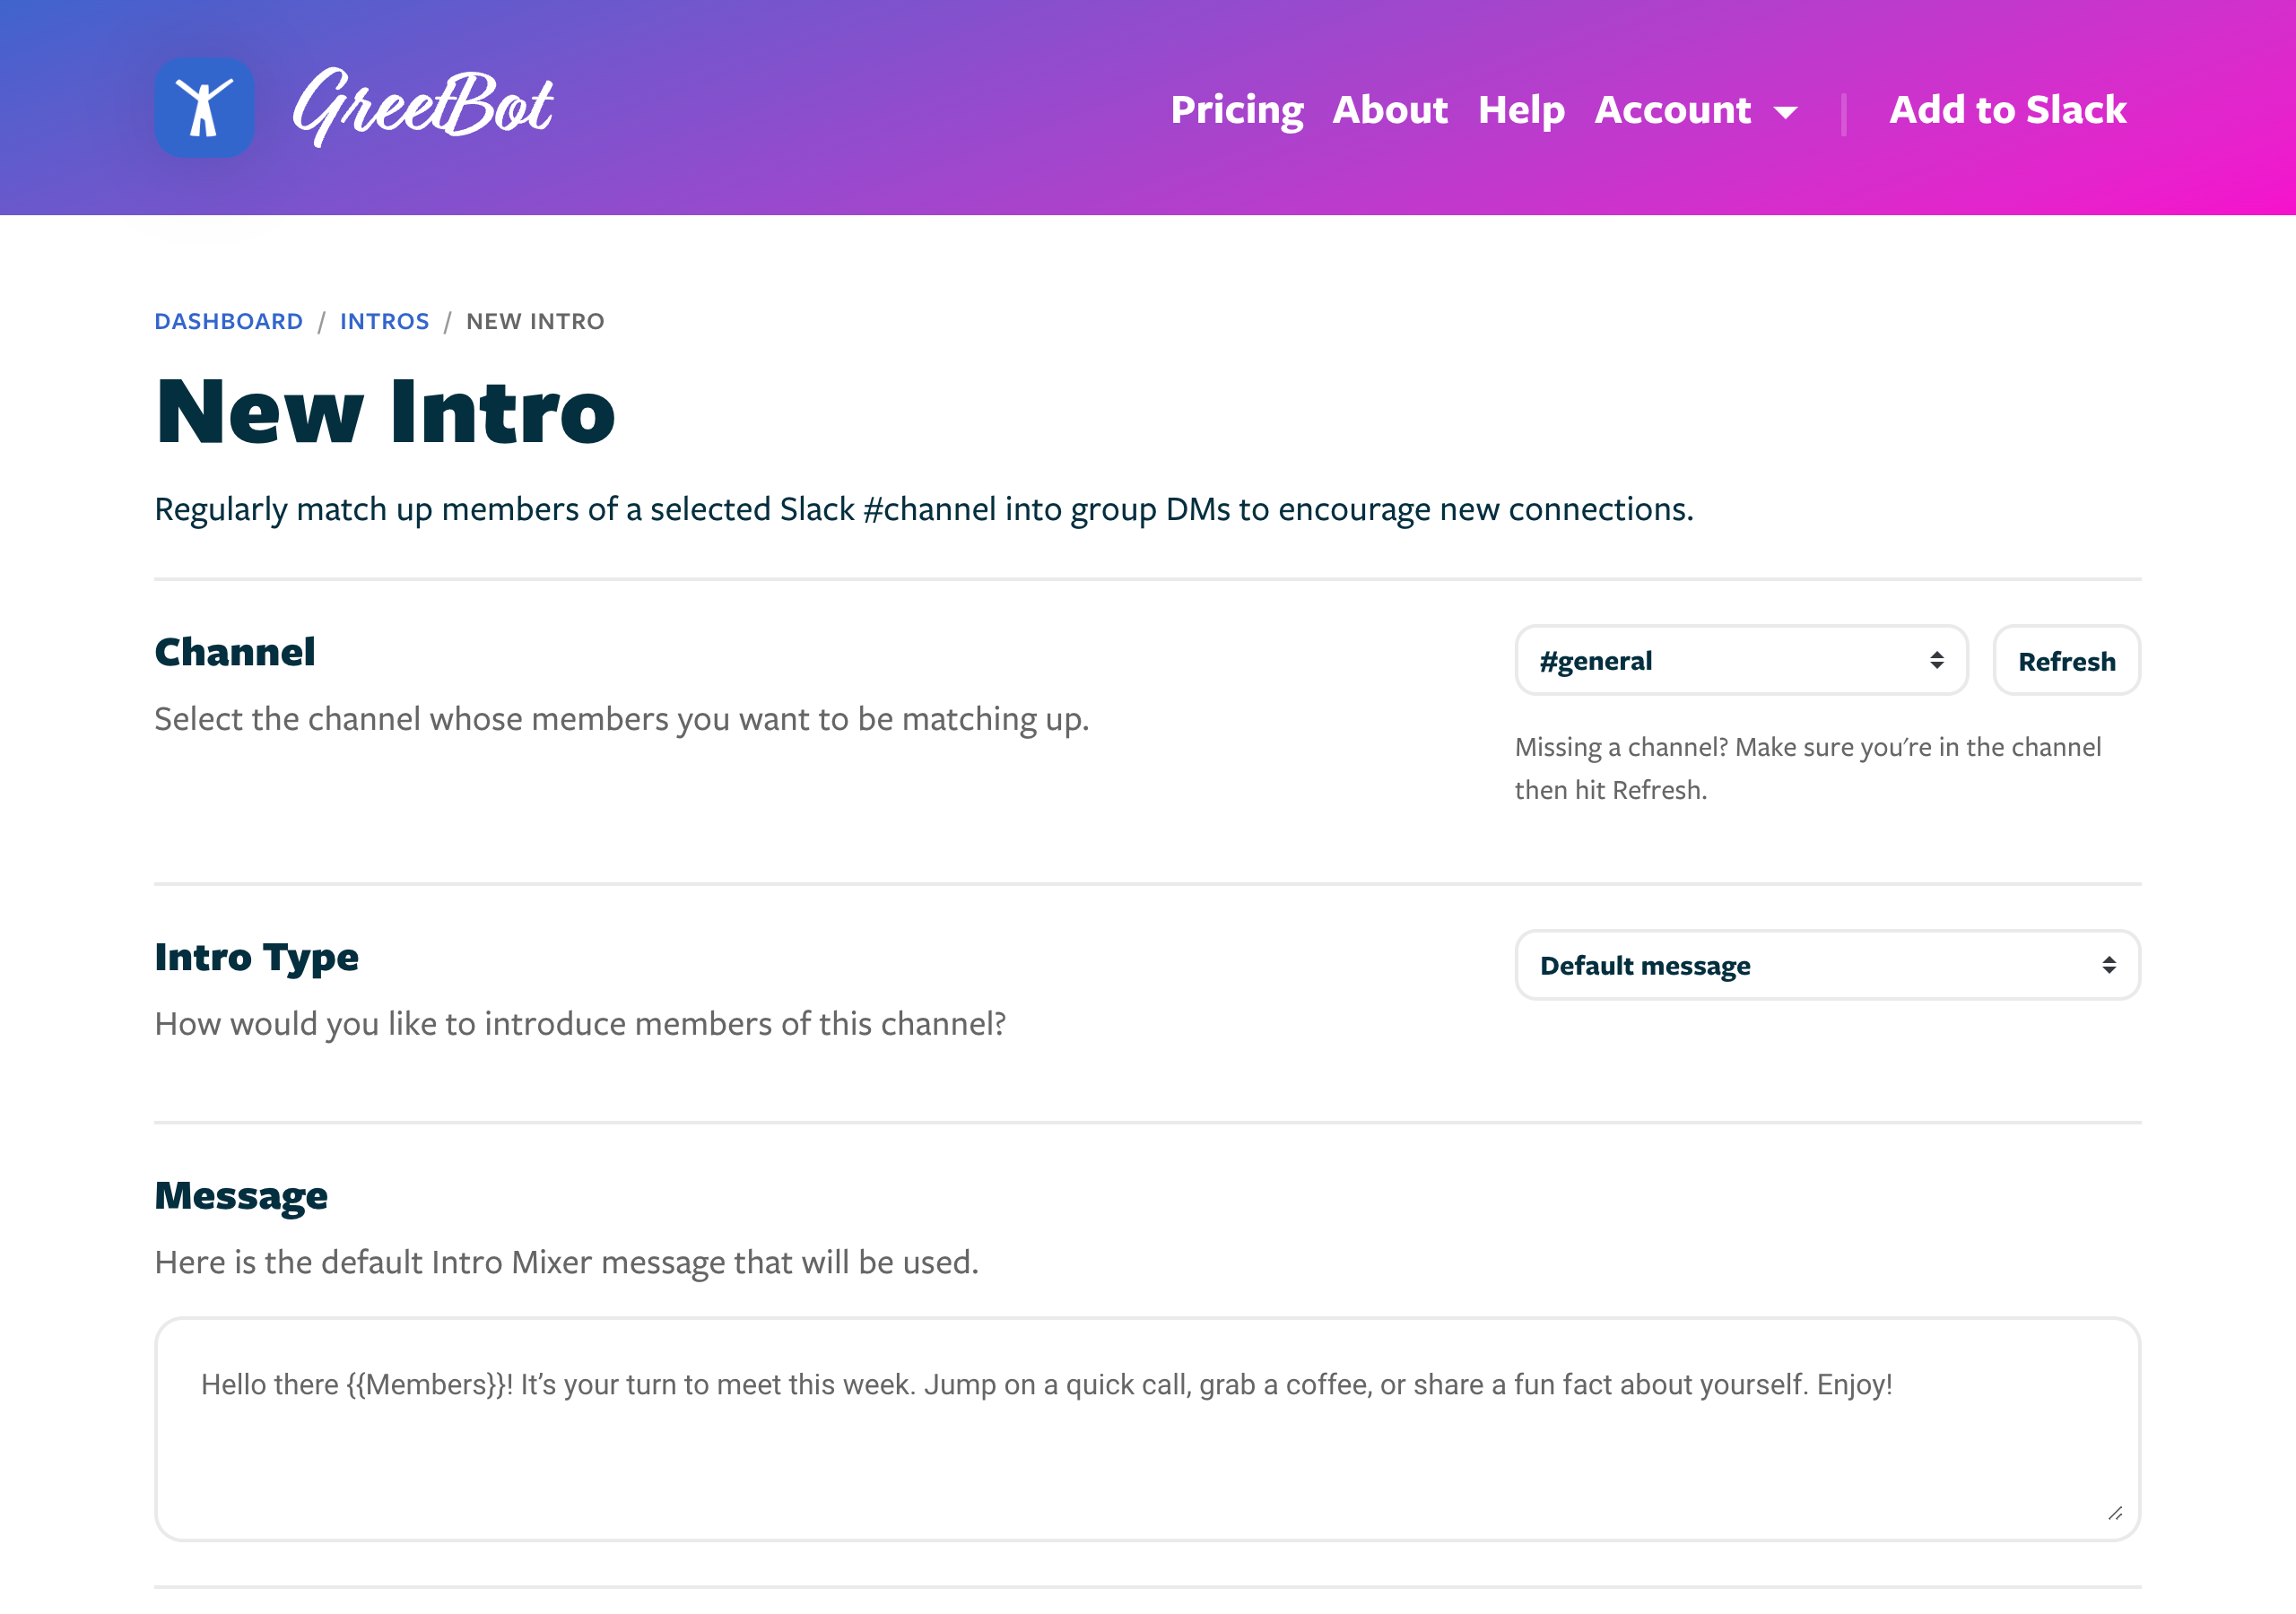 GreetBot
Pricing About Help Account | Add to Slack
DASHBOARD / INTROS / NEW INTRO
New Intro
Regularly match up members of a selected Slack #channel into group DMs to encourage new connections.
Channel
Select the channel whose members you want to be matching up.
#general
Refresh
Missing a channel? Make sure you're in the channel
then hit Refresh.
Intro Type
How would you like to introduce members of this channel?
Default message
Message
Here is the default Intro Mixer message that will be used.
Hello there {{Members}}! It’s your turn to meet this week. Jump on a quick call, grab a coffee, or share a fun fact about yourself. Enjoy!